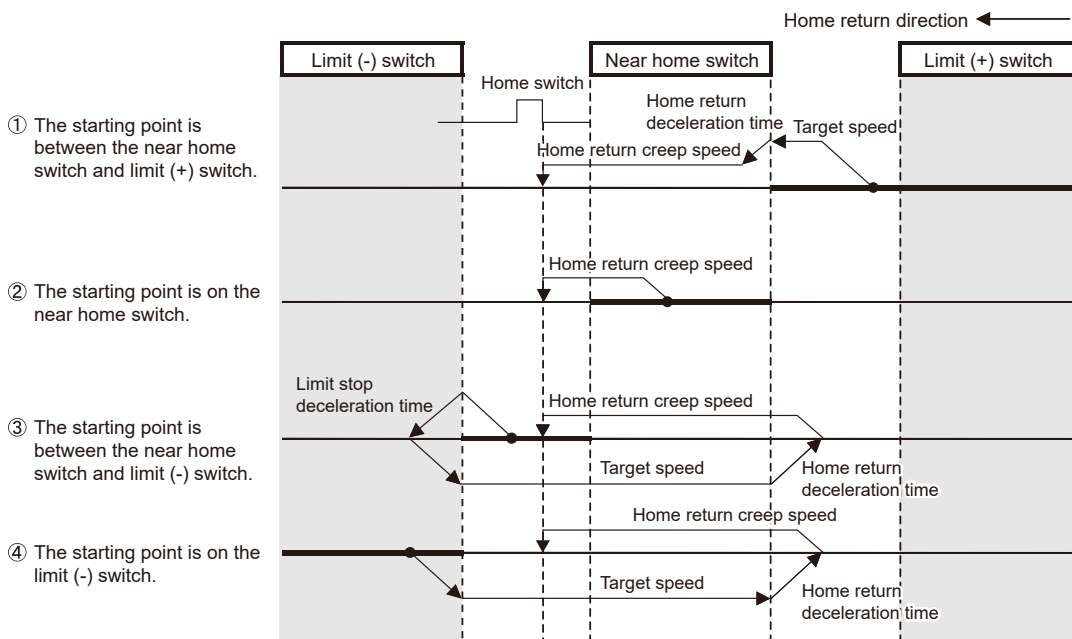 Home return direction
Limit (-) switch
Near home switch
Limit (+) switch
Home switch
① The starting point is
between the near home
switch and limit (+) switch.
Home return
deceleration time
Target speed
Home return creep speed
② The starting point is on the
near home switch.
Home return creep speed
③ The starting point is
between the near home
switch and limit (-) switch.
Limit stop
deceleration time
Home return creep speed
Target speed
Home return
deceleration time
④ The starting point is on the
limit (-) switch.
Home return creep speed
Target speed
Home return
deceleration time